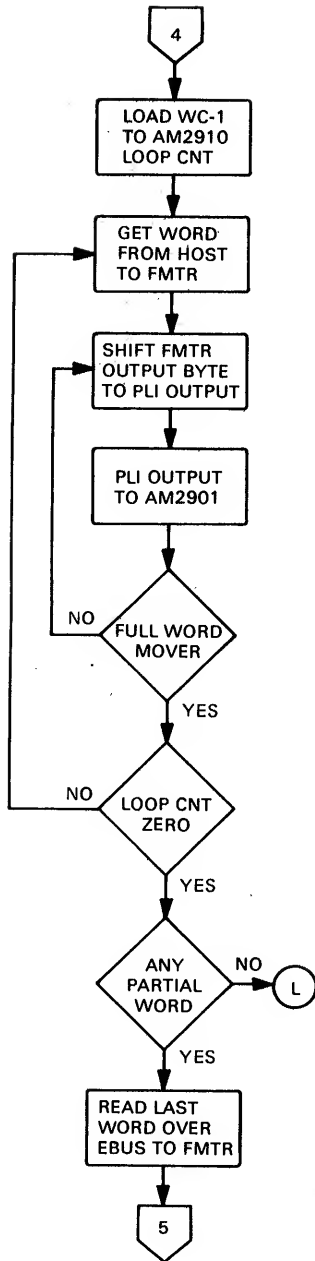 4
LOAD WC-1
TO AM2910
LOOP CNT
GET WORD
FROM HOST
TO FMTR
SHIFT FMTR
OUTPUT BYTE
TO PLI OUTPUT
PLI OUTPUT
TO AM2901
NO
FULL WORD
MOVER
YES
NO
LOOP CNT
ZERO
YES
ANY
PARTIAL
WORD
NO
L
YES
READ LAST
WORD OVER
EBUS TO FMTR
5